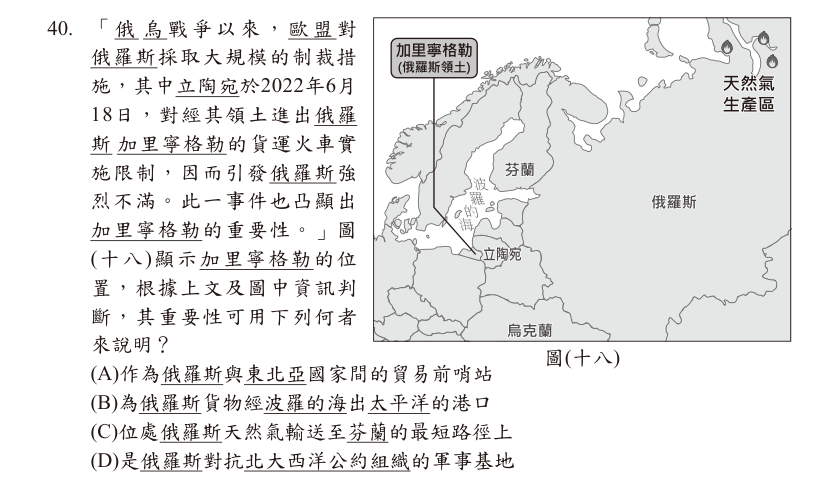 40. 「俄烏戰爭以來，歐盟對
俄羅斯採取大規模的制裁措
施，其中立陶宛於2022年6月
18日，對經其領土進出俄羅
斯加里寧格勒的貨運火車實
施限制，因而引發俄羅斯強
烈不滿。此一事件也凸顯出
加里寧格勒的重要性。」圖
(十八)顯示加里寧格勒的位
置，根據上文及圖中資訊判
斷，其重要性可用下列何者
來說明？
加里寧格勒
(俄羅斯領土)
天然氣
生產區
芬蘭
波羅的海
俄羅斯
立陶宛
烏克蘭
圖(十八)
(A)作為俄羅斯與東北亞國家間的貿易前哨站
(B)為俄羅斯貨物經波羅的海出太平洋的港口
(C)位處俄羅斯天然氣輸送至芬蘭的最短路徑上
(D)是俄羅斯對抗北大西洋公約組織的軍事基地